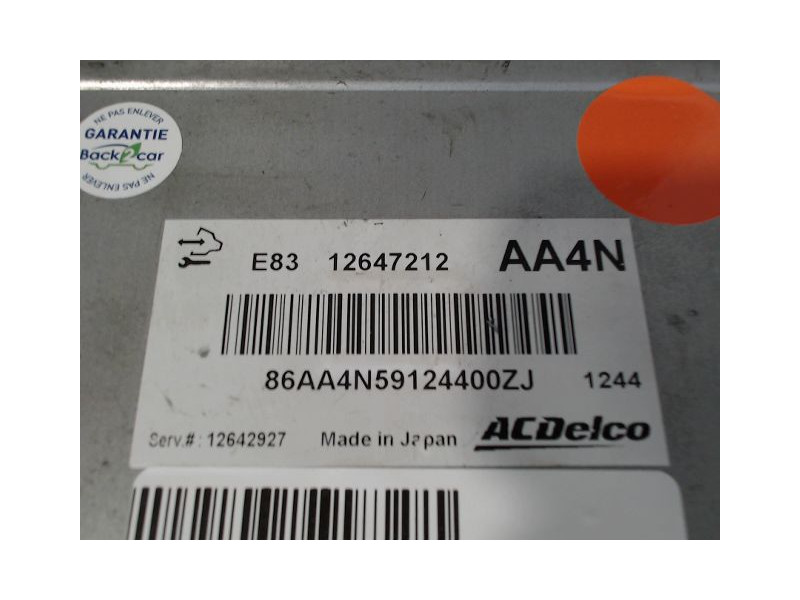 NE PAS ENLEVER
GARANTIE
Back2car
NE PAS ENLEVER
E83 12647212 AA4N
86AA4N59124400ZJ 1244
Serv.#: 12642927 Made in Japan ACDelco